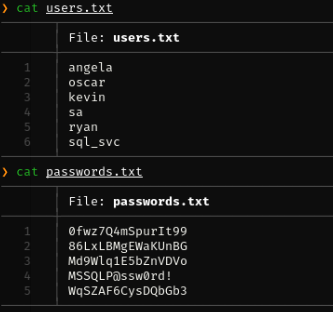 ❯ cat users.txt
File: users.txt
1 angela
2 oscar
3 kevin
4 sa
5 ryan
6 sql_svc
❯ cat passwords.txt
File: passwords.txt
1 0fwz7Q4mSpurIt99
2 86LxLBMgEWaKUnBG
3 Md9Wlq1E5bZnVDVo
4 MSSQLP@ssw0rd!
5 WqSZAF6CysDQbGb3